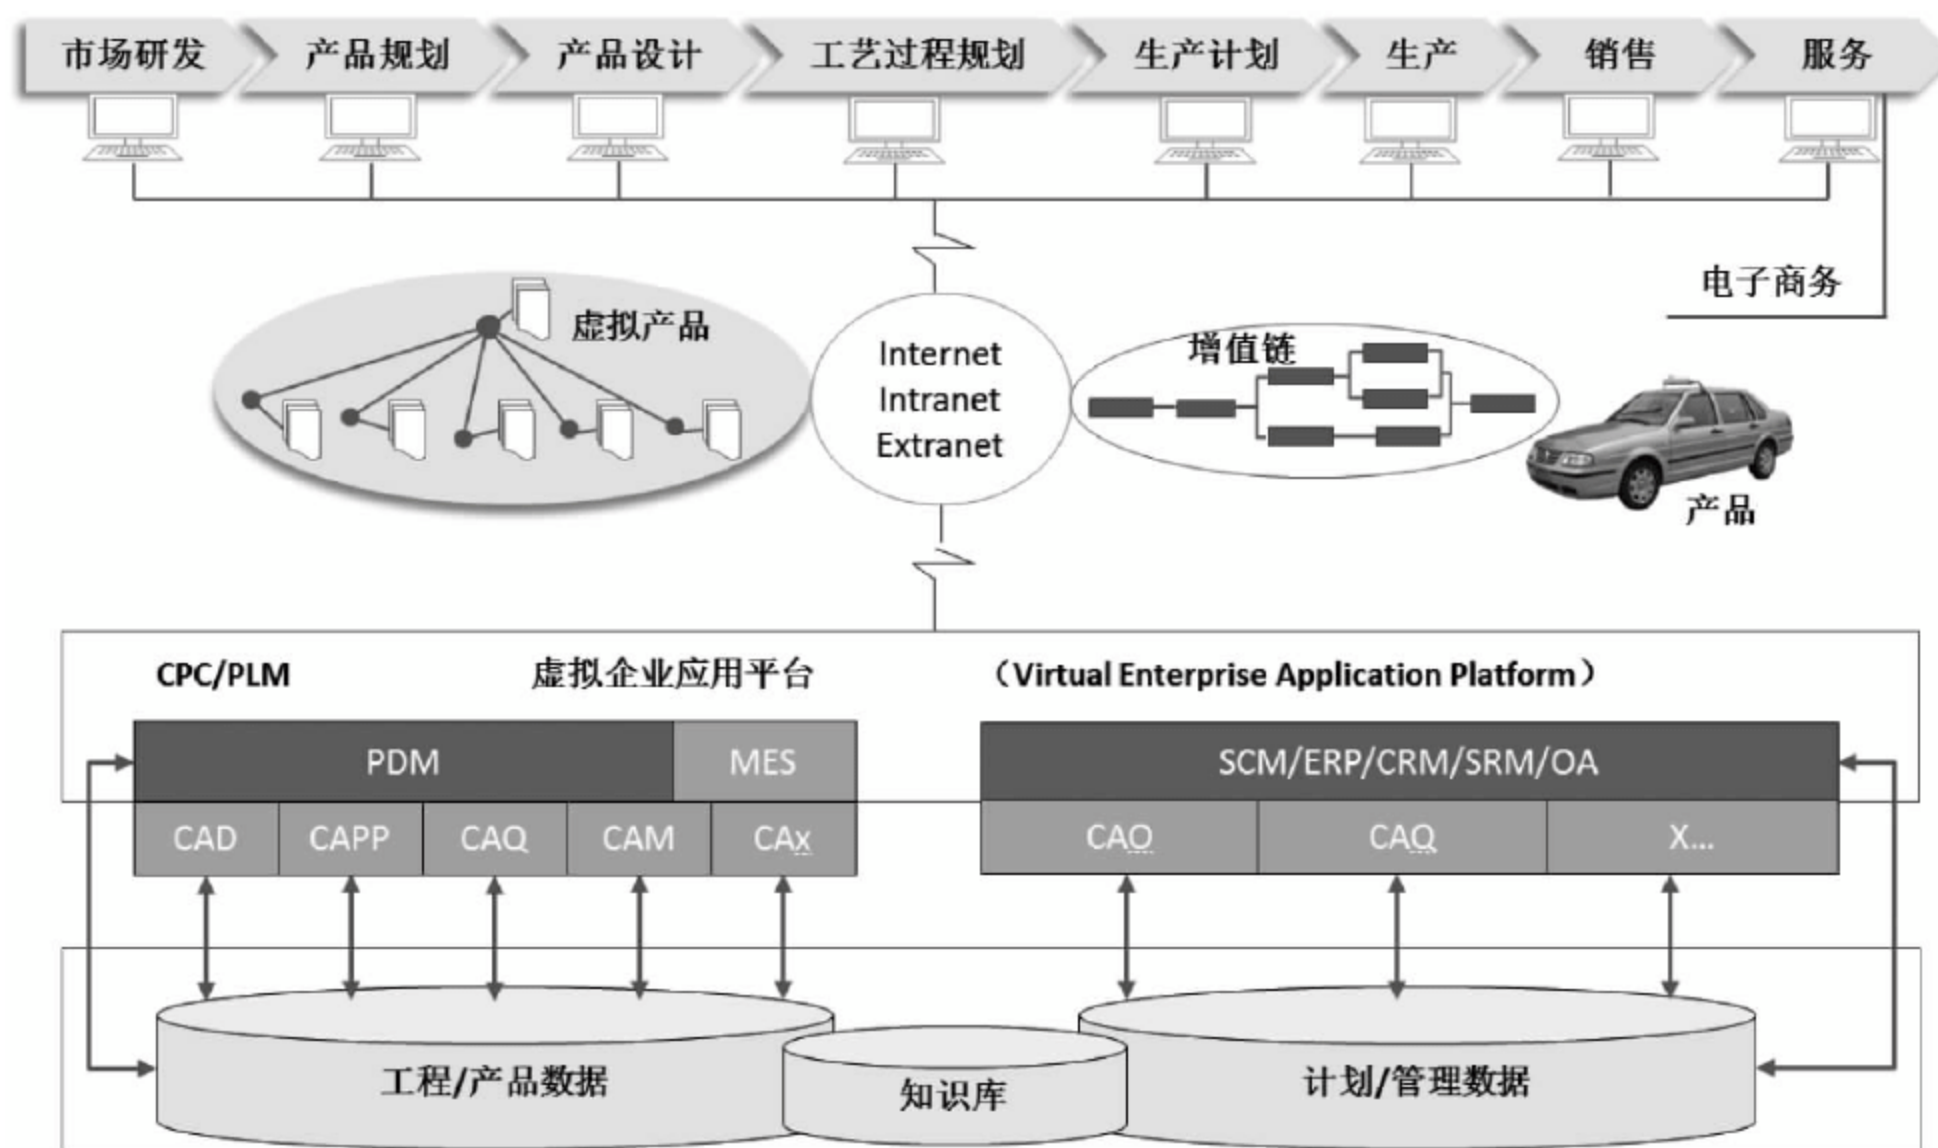 市场研发
产品规划
产品设计
工艺过程规划
生产计划
生产
销售
服务
电子商务
虚拟产品
Internet
Intranet
Extranet
增值链
产品
CPC/PLM 虚拟企业应用平台 （Virtual Enterprise Application Platform）
PDM
MES
SCM/ERP/CRM/SRM/OA
CAD
CAPP
CAQ
CAM
CAx
CAO
CAQ
X...
工程/产品数据
知识库
计划/管理数据